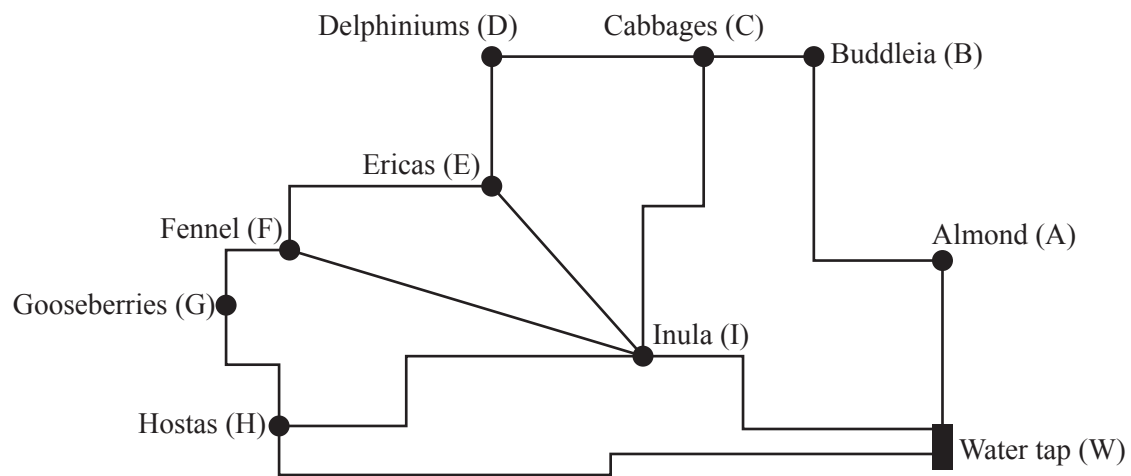 Delphiniums (D)
Cabbages (C)
Buddleia (B)
Ericas (E)
Fennel (F)
Almond (A)
Gooseberries (G)
Inula (I)
Hostas (H)
Water tap (W)